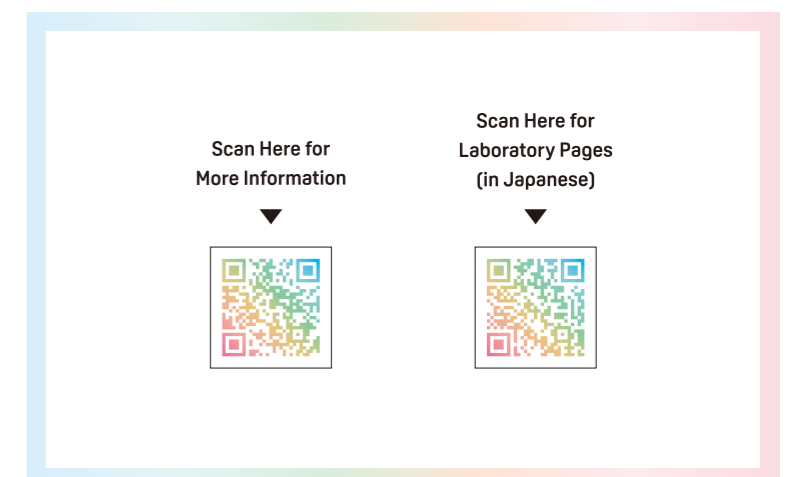 Scan Here for
More Information
Scan Here for
Laboratory Pages
(in Japanese)